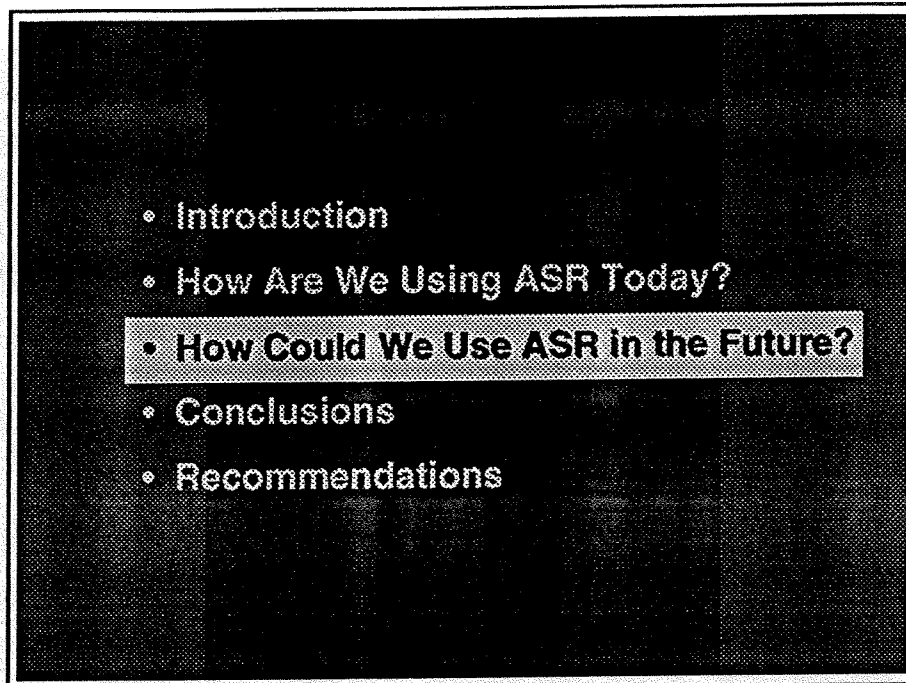 • Introduction
• How Are We Using ASR Today?
• How Could We Use ASR in the Future?
• Conclusions
• Recommendations